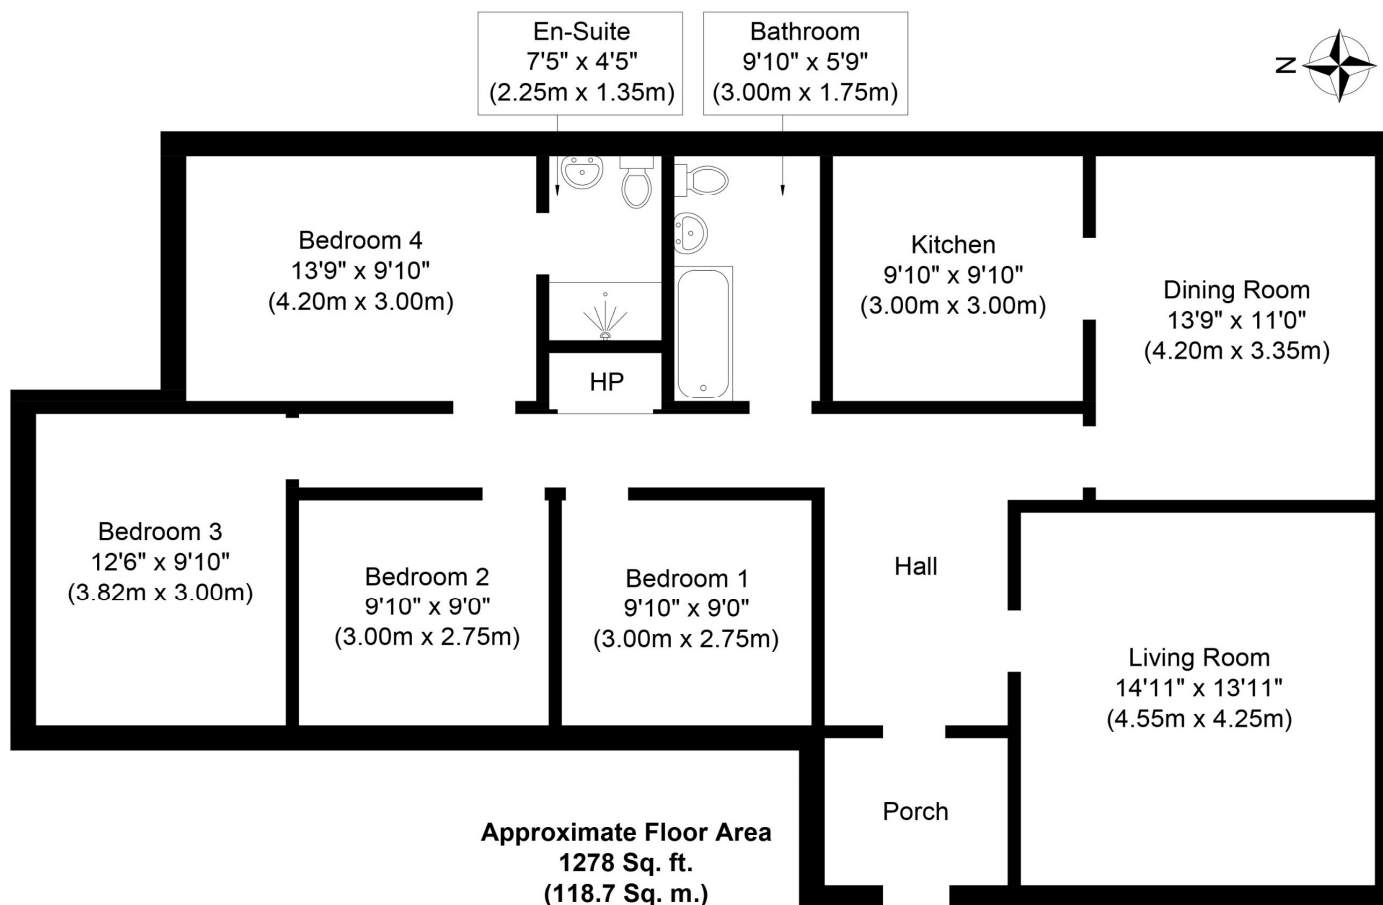 En-Suite
7'5" x 4'5"
(2.25m x 1.35m)
Bathroom
9'10" x 5'9"
(3.00m x 1.75m)
N
Bedroom 4
13'9" x 9'10"
(4.20m x 3.00m)
Kitchen
9'10" x 9'10"
(3.00m x 3.00m)
Dining Room
13'9" x 11'0"
(4.20m x 3.35m)
HP
Bedroom 3
12'6" x 9'10"
(3.82m x 3.00m)
Bedroom 2
9'10" x 9'0"
(3.00m x 2.75m)
Bedroom 1
9'10" x 9'0"
(3.00m x 2.75m)
Hall
Living Room
14'11" x 13'11"
(4.55m x 4.25m)
Porch
Approximate Floor Area
1278 Sq. ft.
(118.7 Sq. m.)